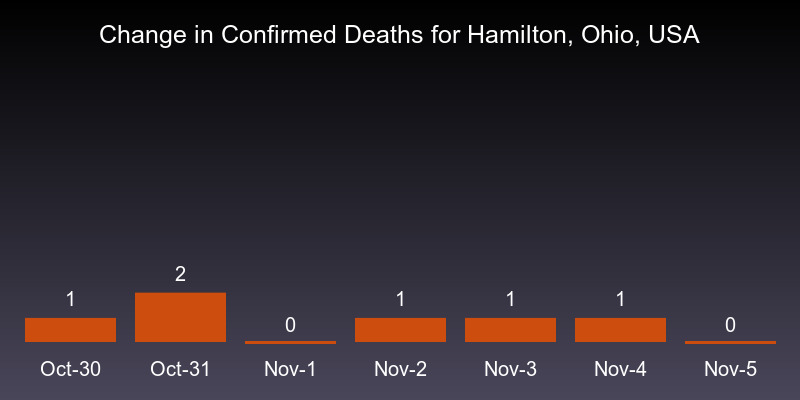 Change in Confirmed Deaths for Hamilton, Ohio, USA
1
2
0
1
1
1
0
Oct-30
Oct-31
Nov-1
Nov-2
Nov-3
Nov-4
Nov-5